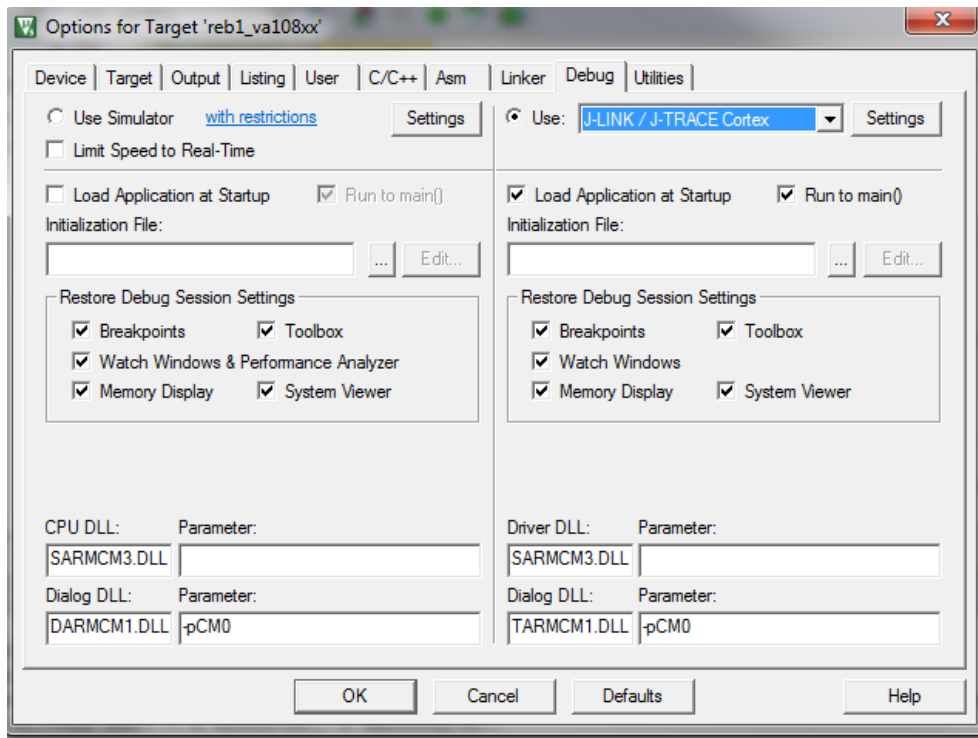 Options for Target 'reb1_va108xx'
Device Target Output Listing User C/C++ Asm Linker Debug Utilities
Use Simulator with restrictions Settings
Limit Speed to Real-Time
Use: J-LINK / J-TRACE Cortex Settings
Load Application at Startup Run to main()
Initialization File:
... Edit...
Restore Debug Session Settings
Breakpoints Toolbox
Watch Windows & Performance Analyzer
Memory Display System Viewer
Load Application at Startup Run to main()
Initialization File:
... Edit...
Restore Debug Session Settings
Breakpoints Toolbox
Watch Windows
Memory Display System Viewer
CPU DLL: Parameter:
SARMCM3.DLL
Dialog DLL: Parameter:
DARMCM1.DLL -pCM0
Driver DLL: Parameter:
SARMCM3.DLL
Dialog DLL: Parameter:
TARMCM1.DLL -pCM0
OK Cancel Defaults Help